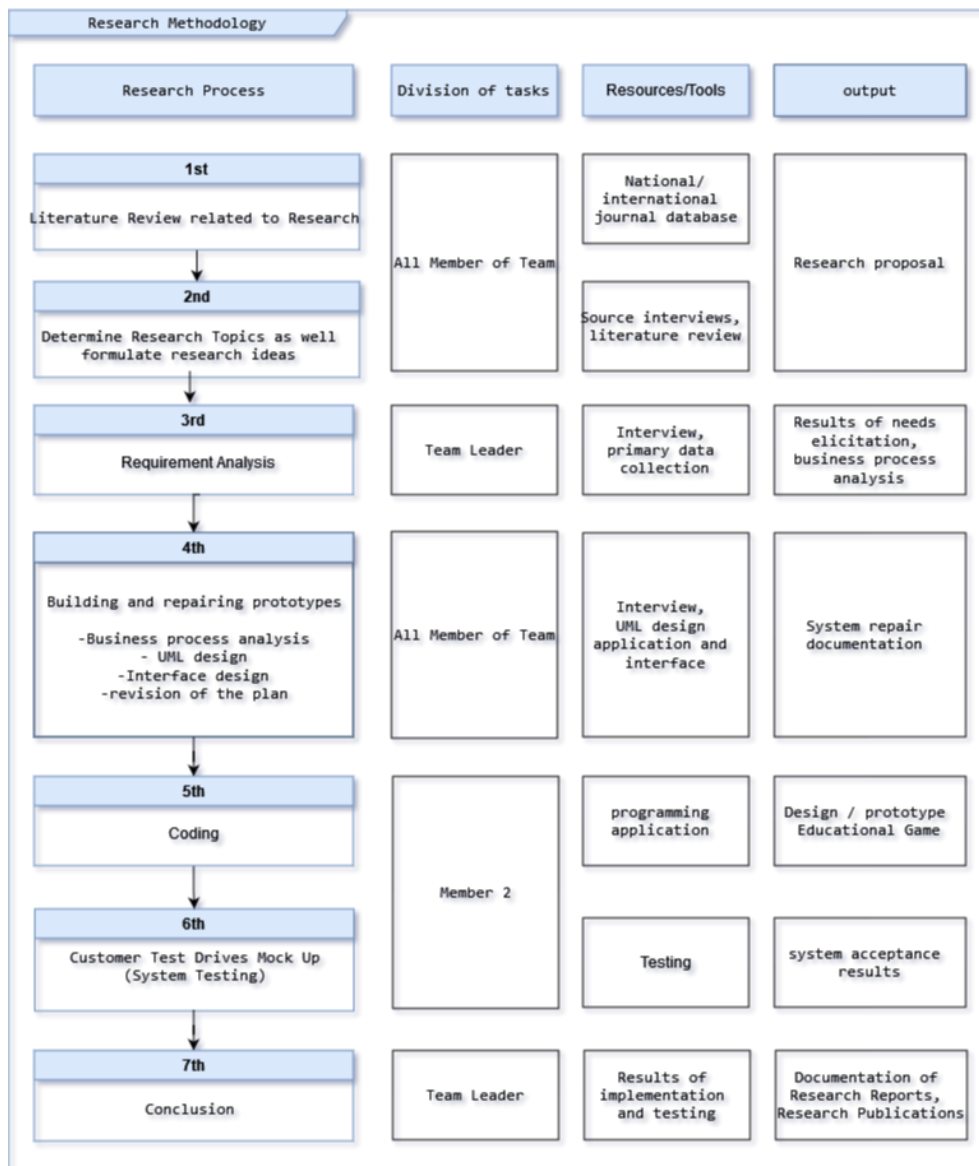 Research Methodology
Research Process
Division of tasks
Resources/Tools
output
1st
Literature Review related to Research
All Member of Team
National/
international
journal database
Research proposal
2nd
Determine Research Topics as well
formulate research ideas
Source interviews,
literature review
3rd
Requirement Analysis
Team Leader
Interview,
primary data
collection
Results of needs
elicitation,
business process
analysis
4th
Building and repairing prototypes
-Business process analysis
- UML design
-Interface design
-revision of the plan
All Member of Team
Interview,
UML design
application and
interface
System repair
documentation
5th
Coding
Member 2
programming
application
Design / prototype
Educational Game
6th
Customer Test Drives Mock Up
(System Testing)
Testing
system acceptance
results
7th
Conclusion
Team Leader
Results of
implementation
and testing
Documentation of
Research Reports,
Research Publications